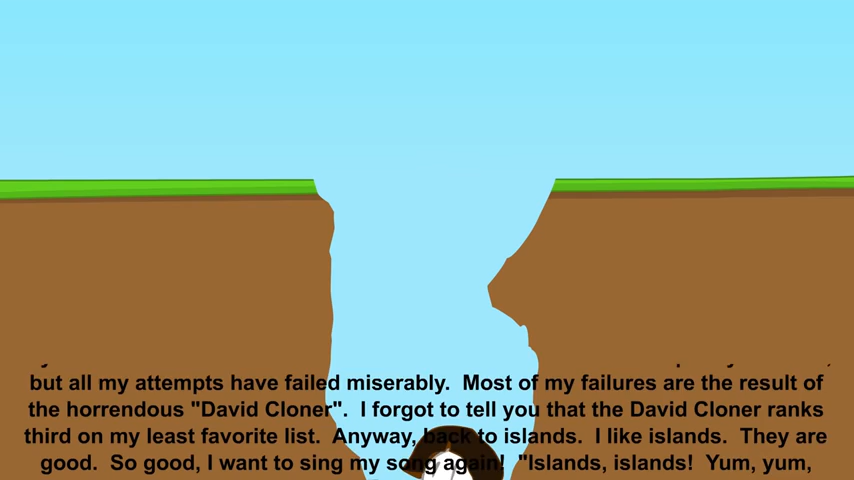 but all my attempts have failed miserably.  Most of my failures are the result of
the horrendous "David Cloner".  I forgot to tell you that the David Cloner ranks
third on my least favorite list.  Anyway, back to islands.  I like islands.  They are
good.  So good, I want to sing my song again!  "Islands, islands!  Yum, yum,